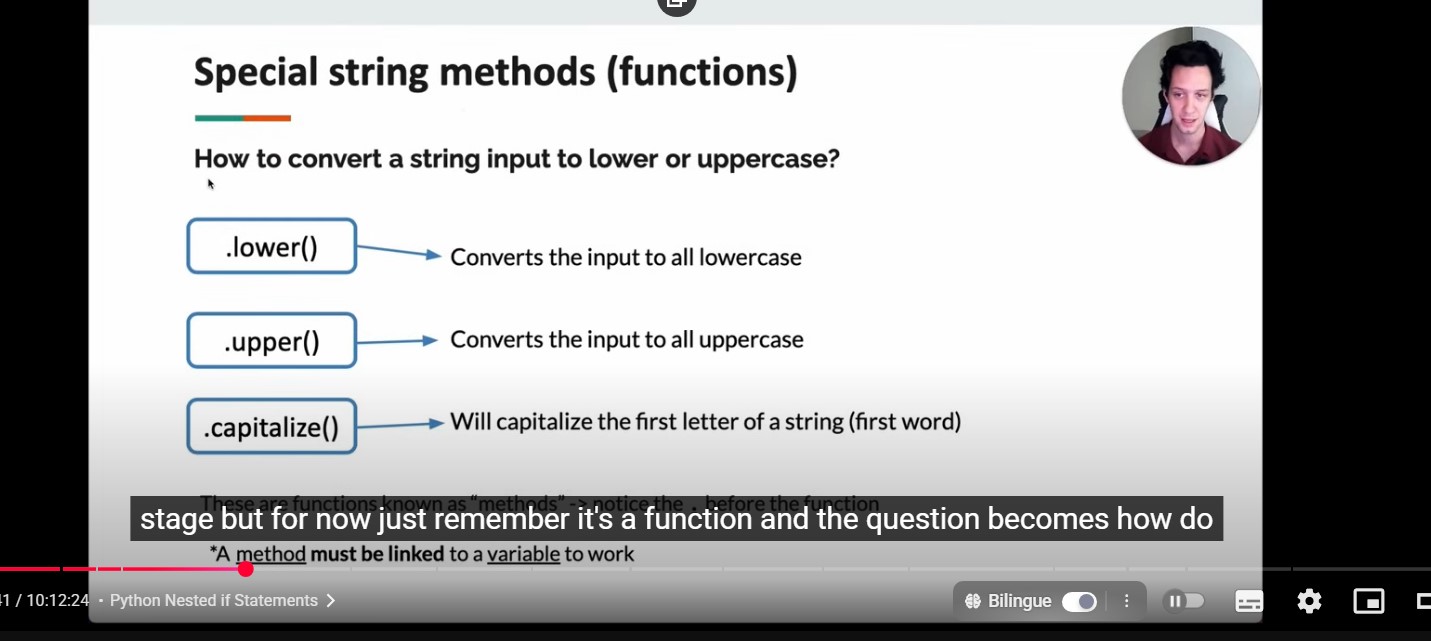 Special string methods (functions)
How to convert a string input to lower or uppercase?
.lower()
Converts the input to all lowercase
.upper()
Converts the input to all uppercase
.capitalize()
Will capitalize the first letter of a string (first word)
These are functions known as “methods” -> notice the . before the function
stage but for now just remember it's a function and the question becomes how do
*A method must be linked to a variable to work
41 / 10:12:24 • Python Nested if Statements >
Bilingue